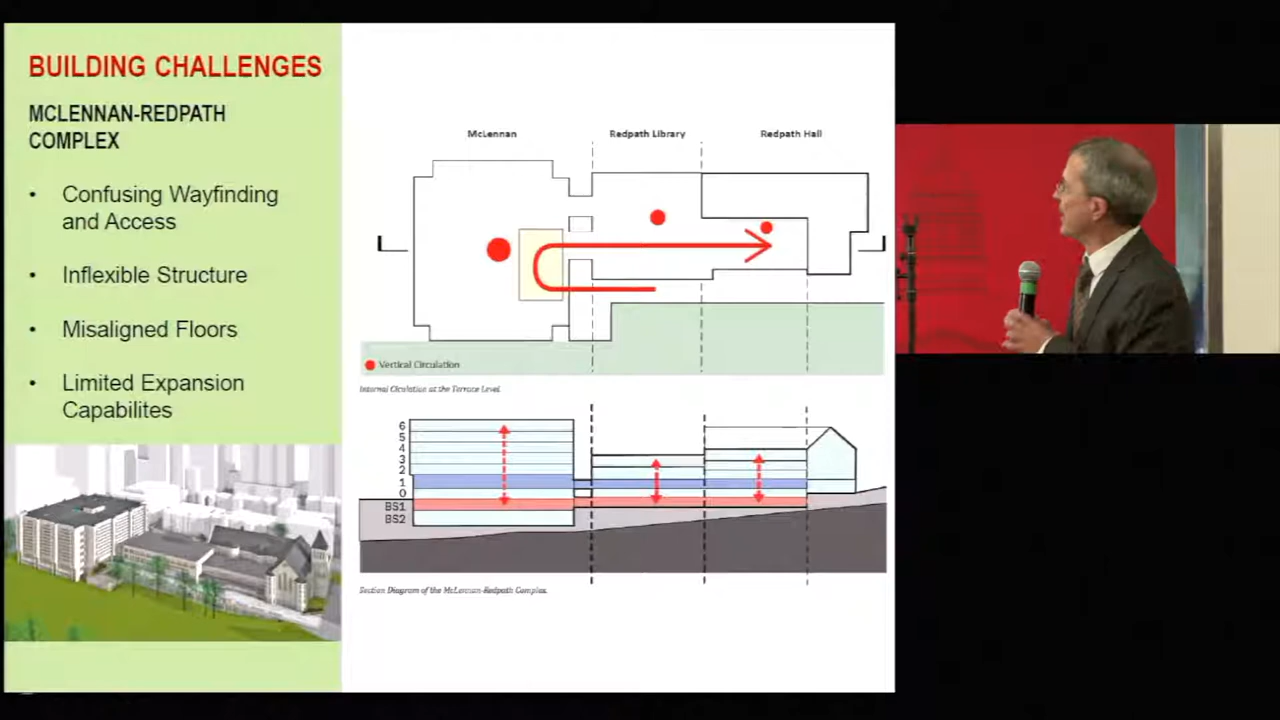 BUILDING CHALLENGES
MCLENNAN-REDPATH
COMPLEX
• Confusing Wayfinding
and Access
• Inflexible Structure
• Misaligned Floors
• Limited Expansion
Capabilites
McLennan
Redpath Library
Redpath Hall
Vertical Circulation
Internal Ciculation at the Terrace Level
6
5
4
3
2
1
0
BS1
BS2
Section Diagram of the McLennan-Redpath Complex.